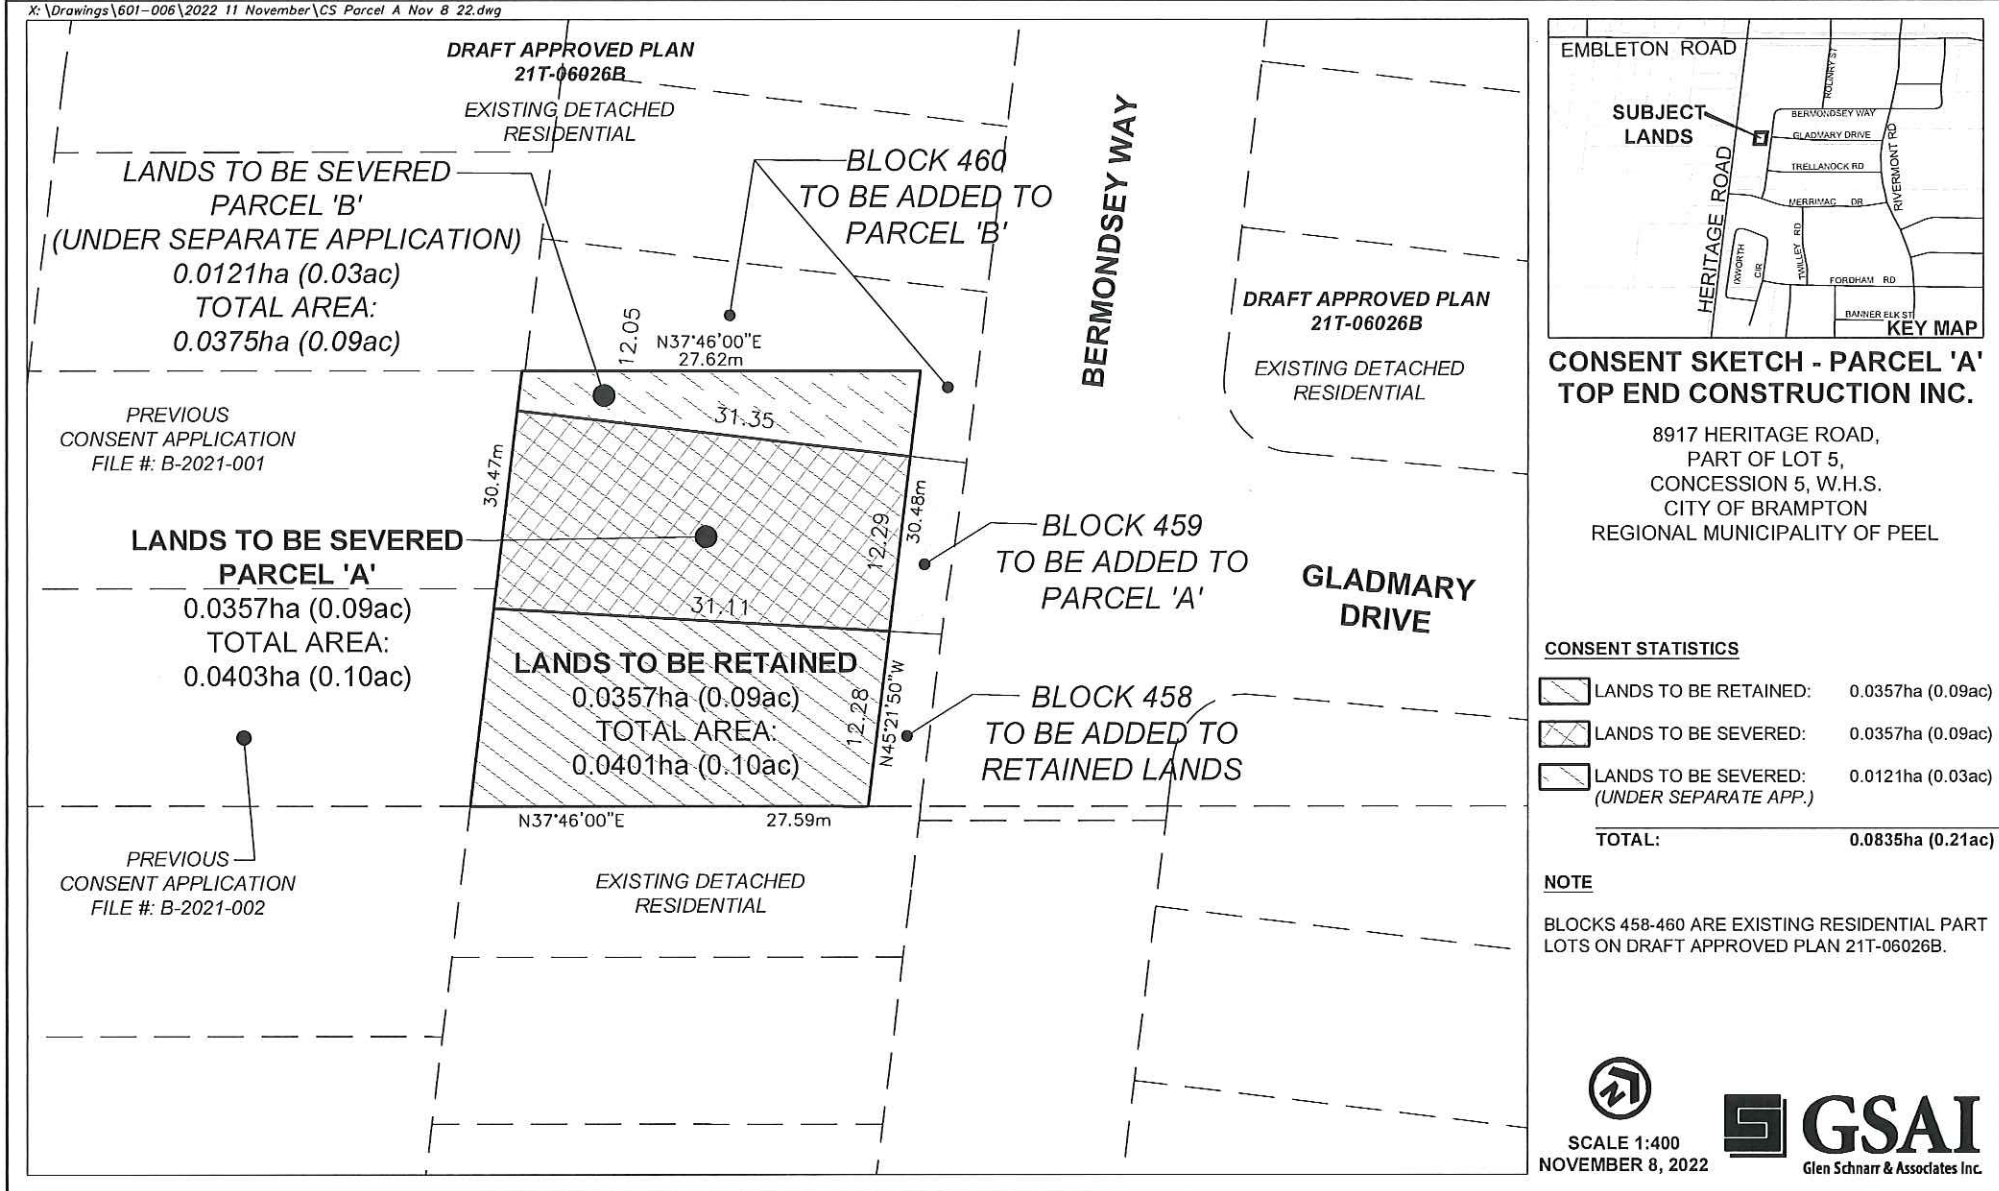 X:\Drawings\601-006\2022 11 November\CS Parcel A Nov 8 22.dwg
DRAFT APPROVED PLAN
21T-06026B
EXISTING DETACHED
RESIDENTIAL
LANDS TO BE SEVERED
PARCEL 'B'
(UNDER SEPARATE APPLICATION)
0.0121ha (0.03ac)
TOTAL AREA:
0.0375ha (0.09ac)
BLOCK 460
TO BE ADDED TO
PARCEL 'B'
12.05
N37°46'00"E
27.62m
BERMONDSEY WAY
DRAFT APPROVED PLAN
21T-06026B
EXISTING DETACHED
RESIDENTIAL
PREVIOUS
CONSENT APPLICATION
FILE #: B-2021-001
30.47m
31.35
12.29
30.48m
LANDS TO BE SEVERED
PARCEL 'A'
0.0357ha (0.09ac)
TOTAL AREA:
0.0403ha (0.10ac)
31.11
BLOCK 459
TO BE ADDED TO
PARCEL 'A'
GLADMARY
DRIVE
LANDS TO BE RETAINED
0.0357ha (0.09ac)
TOTAL AREA:
0.0401ha (0.10ac)
12.28
N45°21'50"W
BLOCK 458
TO BE ADDED TO
RETAINED LANDS
N37°46'00"E
27.59m
PREVIOUS
CONSENT APPLICATION
FILE #: B-2021-002
EXISTING DETACHED
RESIDENTIAL
EMBLETON ROAD
SUBJECT
LANDS
HERITAGE ROAD
ROLINRY ST
BERMONDSEY WAY
GLADMARY DRIVE
TRELLANOCK RD
RIVERMONT RD
MERRIMAC DR
TWILLEY RD
IXWORTH CIR
FORDHAM RD
BANNER ELK ST
KEY MAP
CONSENT SKETCH - PARCEL 'A'
TOP END CONSTRUCTION INC.
8917 HERITAGE ROAD,
PART OF LOT 5,
CONCESSION 5, W.H.S.
CITY OF BRAMPTON
REGIONAL MUNICIPALITY OF PEEL
CONSENT STATISTICS
LANDS TO BE RETAINED: 0.0357ha (0.09ac)
LANDS TO BE SEVERED: 0.0357ha (0.09ac)
LANDS TO BE SEVERED: 0.0121ha (0.03ac)
(UNDER SEPARATE APP.)
TOTAL: 0.0835ha (0.21ac)
NOTE
BLOCKS 458-460 ARE EXISTING RESIDENTIAL PART
LOTS ON DRAFT APPROVED PLAN 21T-06026B.
N
SCALE 1:400
NOVEMBER 8, 2022
GSAI
Glen Schnarr & Associates Inc.